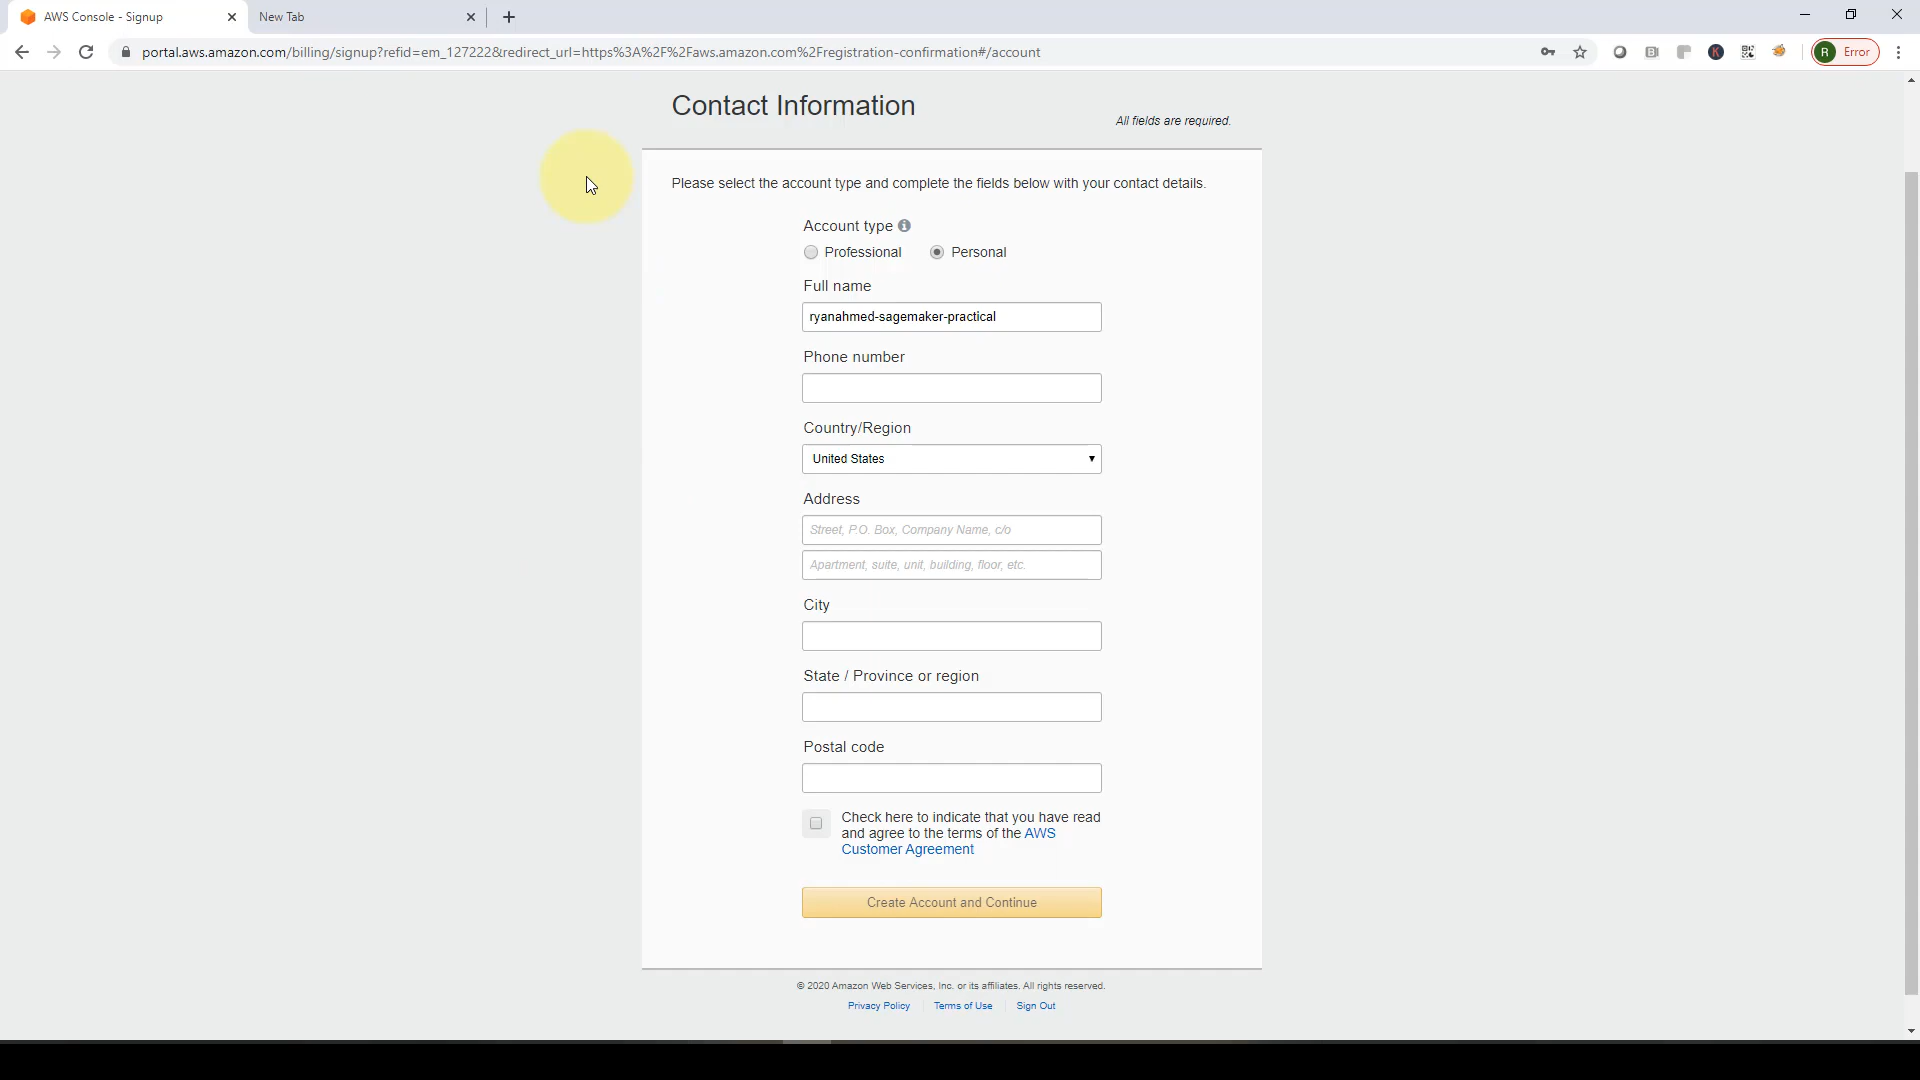 AWS Console - Signup
New Tab
portal.aws.amazon.com/billing/signup?refid=em_127222&redirect_url=https%3A%2F%2Faws.amazon.com%2Fregistration-confirmation#/account
R Error
Contact Information
All fields are required.
Please select the account type and complete the fields below with your contact details.
Account type
Professional
Personal
Full name
ryanahmed-sagemaker-practical
Phone number
Country/Region
United States
Address
Street, P.O. Box, Company Name, c/o
Apartment, suite, unit, building, floor, etc.
City
State / Province or region
Postal code
Check here to indicate that you have read
and agree to the terms of the AWS
Customer Agreement
Create Account and Continue
© 2020 Amazon Web Services, Inc. or its affiliates. All rights reserved.
Privacy Policy
Terms of Use
Sign Out